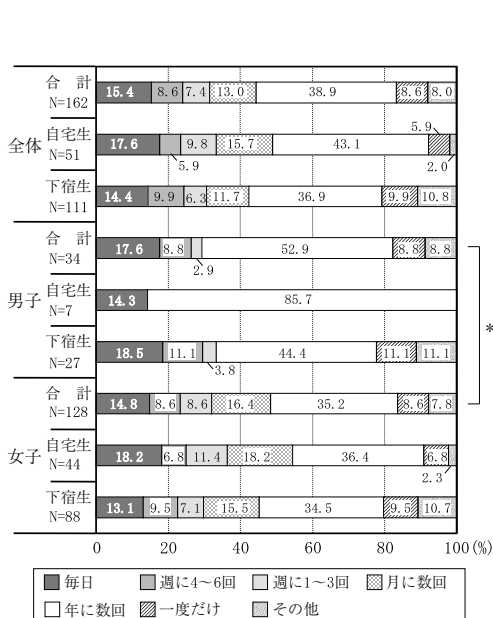 全体
合 計
N=162
15.4 8.6 7.4 13.0 38.9 8.6 8.0
自宅生
N=51
17.6 5.9 9.8 15.7 43.1 5.9 2.0
下宿生
N=111
14.4 9.9 6.3 11.7 36.9 9.9 10.8
男子
合 計
N=34
17.6 8.8 2.9 52.9 8.8 8.8
自宅生
N=7
14.3 85.7
下宿生
N=27
18.5 11.1 3.8 44.4 11.1 11.1
*
女子
合 計
N=128
14.8 8.6 8.6 16.4 35.2 8.6 7.8
自宅生
N=44
18.2 6.8 11.4 18.2 36.4 6.8 2.3
下宿生
N=88
13.1 9.5 7.1 15.5 34.5 9.5 10.7
0 20 40 60 80 100(%)
毎日 週に4〜6回 週に1〜3回 月に数回
年に数回 一度だけ その他